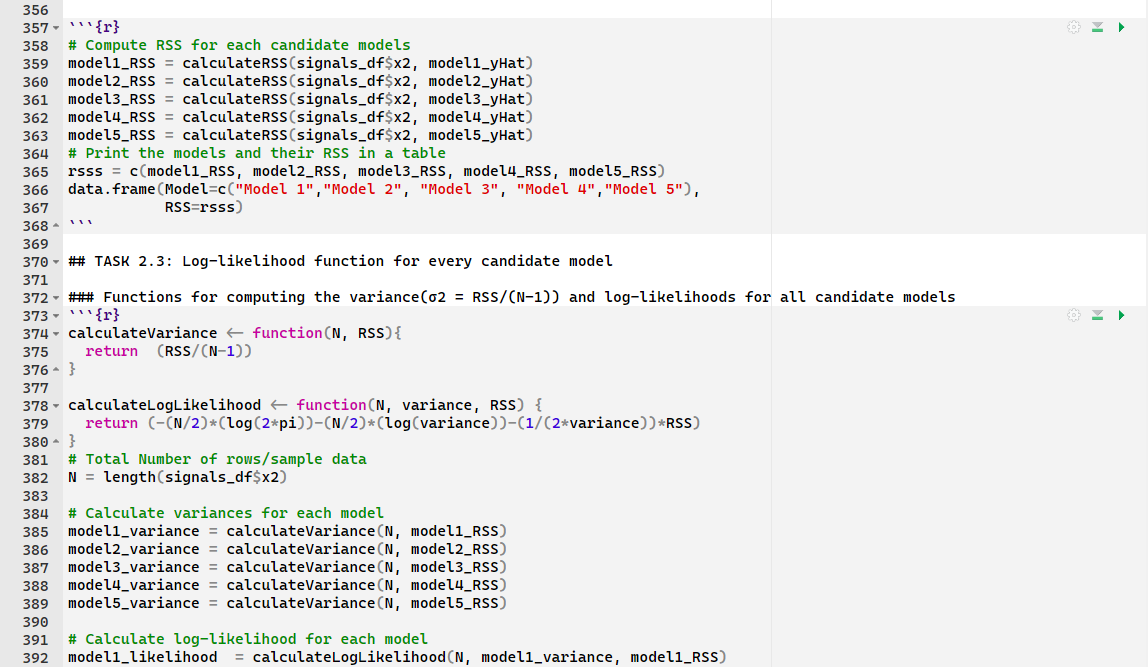 356
357 ```{r}
358 # Compute RSS for each candidate models
359 model1_RSS = calculateRSS(signals_df$x2, model1_yHat)
360 model2_RSS = calculateRSS(signals_df$x2, model2_yHat)
361 model3_RSS = calculateRSS(signals_df$x2, model3_yHat)
362 model4_RSS = calculateRSS(signals_df$x2, model4_yHat)
363 model5_RSS = calculateRSS(signals_df$x2, model5_yHat)
364 # Print the models and their RSS in a table
365 rsss = c(model1_RSS, model2_RSS, model3_RSS, model4_RSS, model5_RSS)
366 data.frame(Model=c("Model 1","Model 2", "Model 3", "Model 4","Model 5"),
367            RSS=rsss)
368 ```
369
370 ## TASK 2.3: Log-likelihood function for every candidate model
371
372 ### Functions for computing the variance(σ2 = RSS/(N-1)) and log-likelihoods for all candidate models
373 ```{r}
374 calculateVariance <- function(N, RSS){
375   return  (RSS/(N-1))
376 }
377
378 calculateLogLikelihood <- function(N, variance, RSS) {
379   return (-(N/2)*(log(2*pi))-(N/2)*(log(variance))-(1/(2*variance))*RSS)
380 }
381 # Total Number of rows/sample data
382 N = length(signals_df$x2)
383
384 # Calculate variances for each model
385 model1_variance = calculateVariance(N, model1_RSS)
386 model2_variance = calculateVariance(N, model2_RSS)
387 model3_variance = calculateVariance(N, model3_RSS)
388 model4_variance = calculateVariance(N, model4_RSS)
389 model5_variance = calculateVariance(N, model5_RSS)
390
391 # Calculate log-likelihood for each model
392 model1_likelihood  = calculateLogLikelihood(N, model1_variance, model1_RSS)